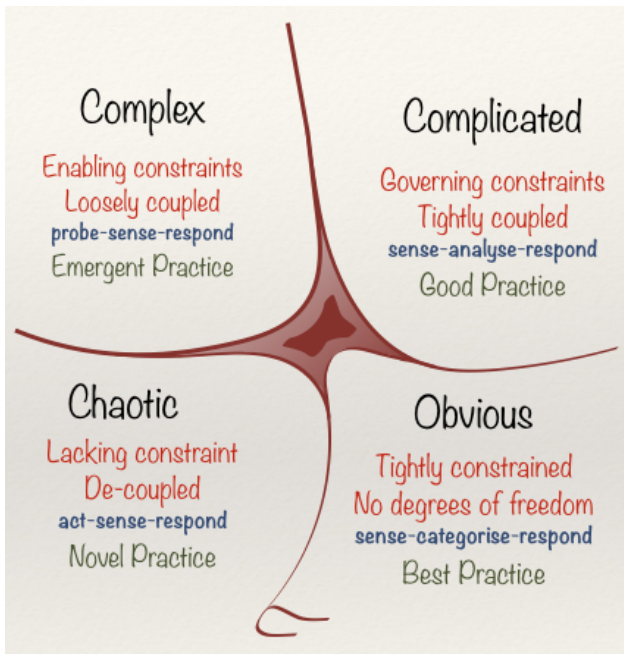 Complex
Enabling constraints
Loosely coupled
probe-sense-respond
Emergent Practice
Complicated
Governing constraints
Tightly coupled
sense-analyse-respond
Good Practice
Chaotic
Lacking constraint
De-coupled
act-sense-respond
Novel Practice
Obvious
Tightly constrained
No degrees of freedom
sense-categorise-respond
Best Practice